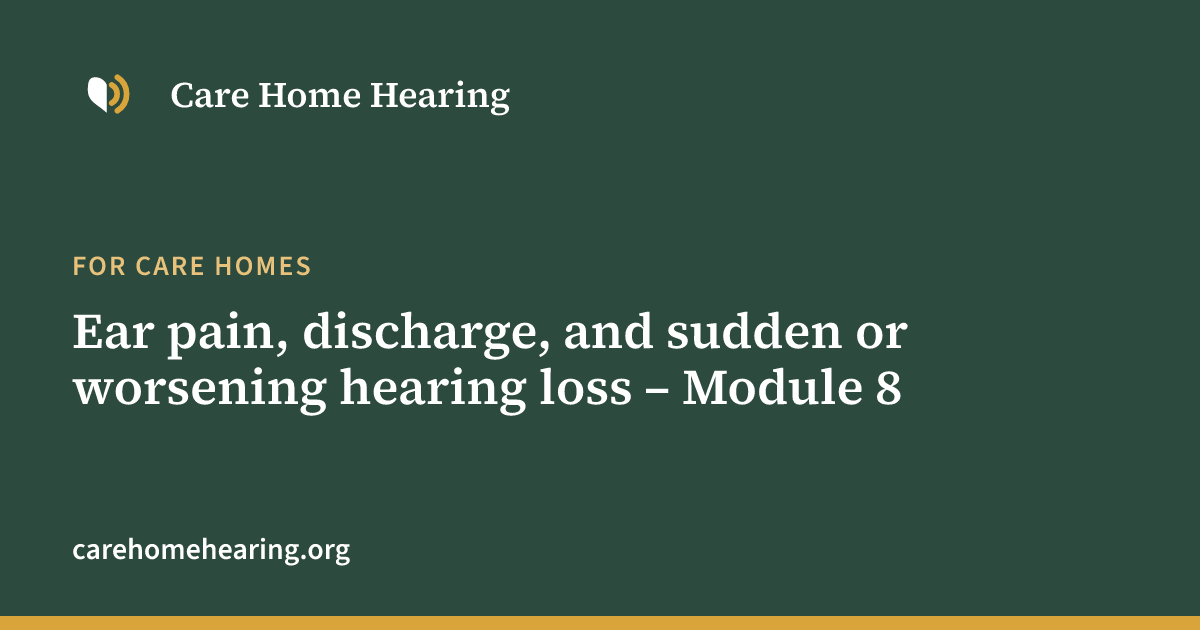 Care Home Hearing
FOR CARE HOMES
Ear pain, discharge, and sudden or
worsening hearing loss – Module 8
carehomehearing.org